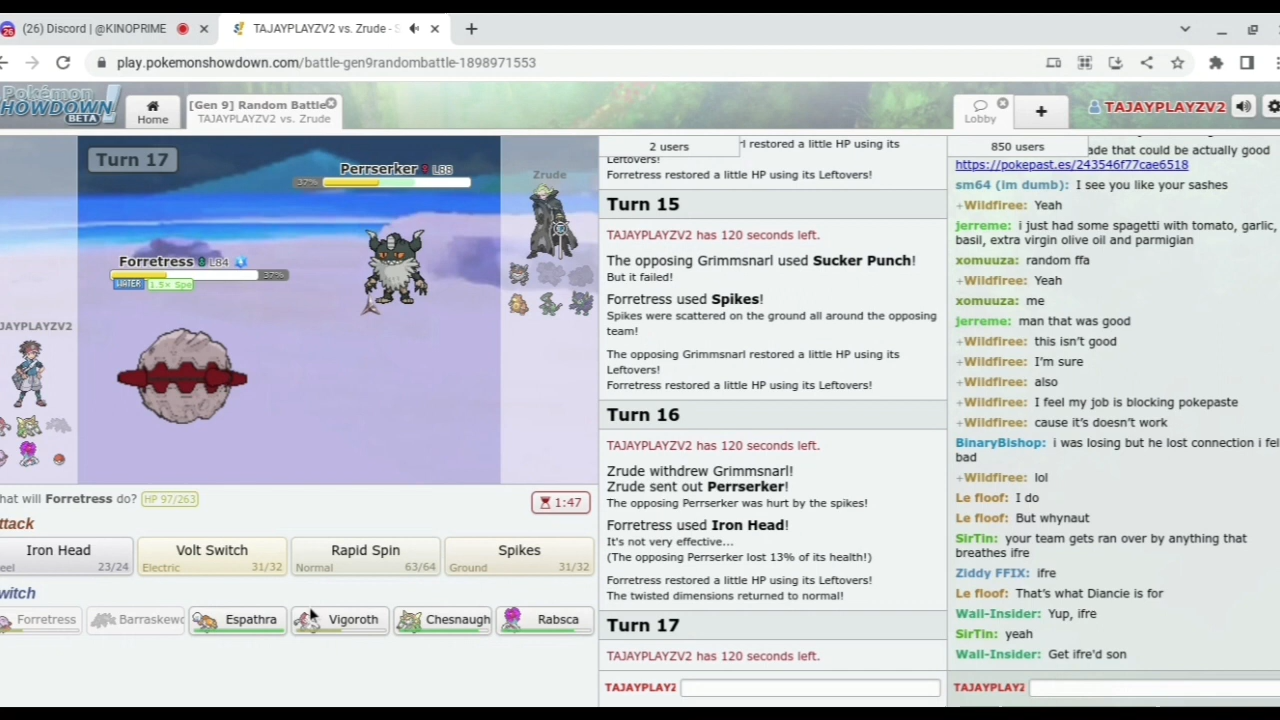 (26) Discord | @KINOPRIME
TAJAYPLAYZV2 vs. Zrude - S
play.pokemonshowdown.com/battle-gen9randombattle-1898971553
Pokémon
HOWDOWN!
BETA
Home
[Gen 9] Random Battle
TAJAYPLAYZV2 vs. Zrude
Lobby
TAJAYPLAYZV2
Turn 17
Perrserker L88
37%
Forretress L84
37%
WATER 1.5× Spe
Zrude
JAYPLAYZV2
hat will Forretress do? HP 97/263
1:47
ttack
Iron Head
eel 23/24
Volt Switch
Electric 31/32
Rapid Spin
Normal 63/64
Spikes
Ground 31/32
witch
Forretress
Barraskewd
Espathra
Vigoroth
Chesnaugh
Rabsca
2 users
l restored a little HP using its
Leftovers!
Forretress restored a little HP using its Leftovers!
Turn 15
TAJAYPLAYZV2 has 120 seconds left.
The opposing Grimmsnarl used Sucker Punch!
But it failed!
Forretress used Spikes!
Spikes were scattered on the ground all around the opposing
team!
The opposing Grimmsnarl restored a little HP using its
Leftovers!
Forretress restored a little HP using its Leftovers!
Turn 16
TAJAYPLAYZV2 has 120 seconds left.
Zrude withdrew Grimmsnarl!
Zrude sent out Perrserker!
The opposing Perrserker was hurt by the spikes!
Forretress used Iron Head!
It's not very effective...
(The opposing Perrserker lost 13% of its health!)
Forretress restored a little HP using its Leftovers!
The twisted dimensions returned to normal!
Turn 17
TAJAYPLAYZV2 has 120 seconds left.
TAJAYPLAYZ
850 users
ade that could be actually good
https://pokepast.es/243546f77cae6518
sm64 (im dumb): I see you like your sashes
+Wildfiree: Yeah
jerreme: i just had some spagetti with tomato, garlic,
basil, extra virgin olive oil and parmigian
xomuuza: random ffa
+Wildfiree: Yeah
xomuuza: me
jerreme: man that was good
+Wildfiree: this isn't good
+Wildfiree: I'm sure
+Wildfiree: also
+Wildfiree: I feel my job is blocking pokepaste
+Wildfiree: cause it's doesn't work
BinaryBishop: i was losing but he lost connection i fel
bad
+Wildfiree: lol
Le floof: I do
Le floof: But whynaut
SirTin: your team gets ran over by anything that
breathes ifre
Ziddy FFIX: ifre
Le floof: That's what Diancie is for
Wall-Insider: Yup, ifre
SirTin: yeah
Wall-Insider: Get ifre'd son
TAJAYPLAYZ